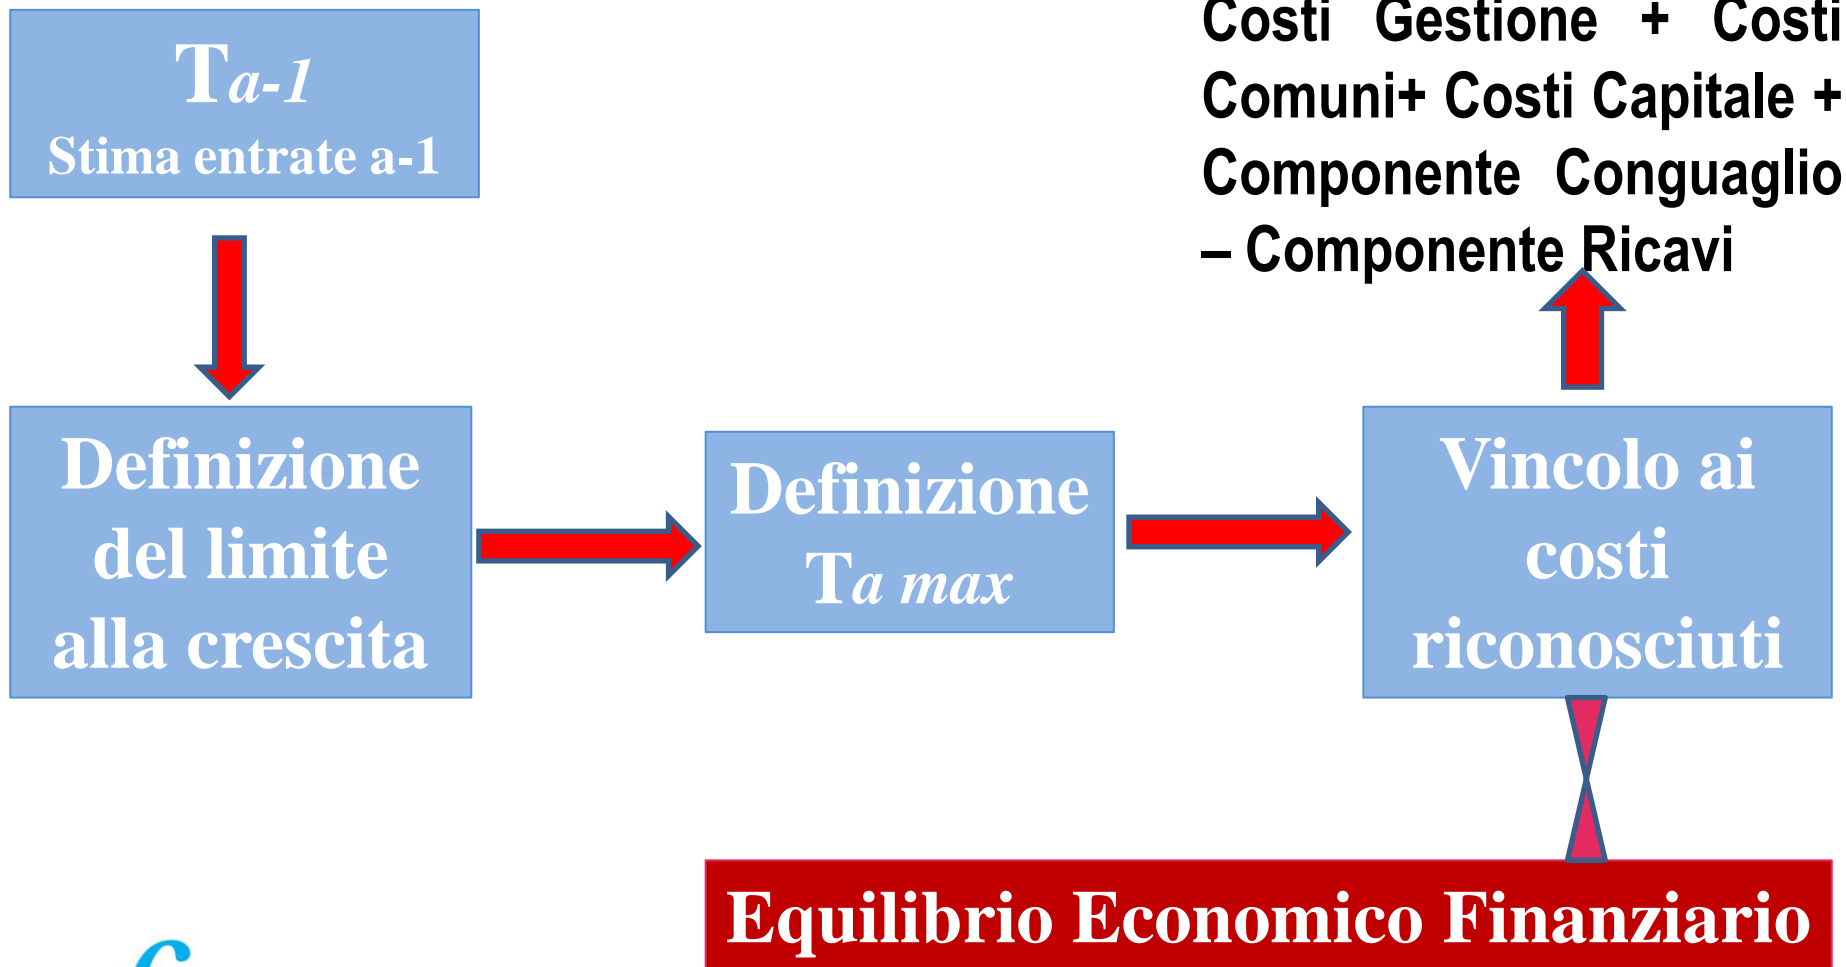 Ta-1
Stima entrate a-1
Costi Gestione + Costi
Comuni+ Costi Capitale +
Componente Conguaglio
– Componente Ricavi
Definizione
del limite
alla crescita
Definizione
Ta max
Vincolo ai
costi
riconosciuti
Equilibrio Economico Finanziario